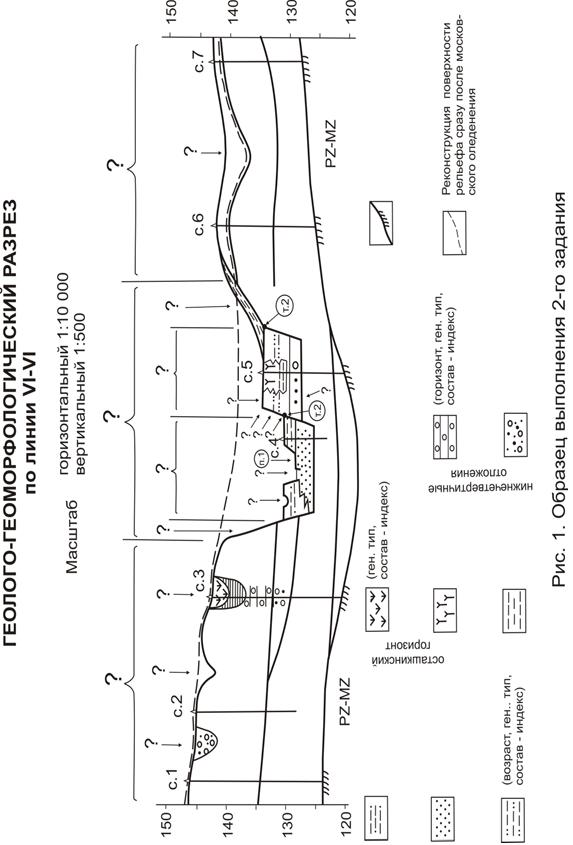 ГЕОЛОГО-ГЕОМОРФОЛОГИЧЕСКИЙ РАЗРЕЗ
по линии VI-VI
Масштаб
горизонтальный 1:10 000
вертикальный 1:500
? ? ?
150 150
140 140
130 130
120 120
с.1 ? с.2 ? ? с.3 ? ? ? ? с.4 ? ? ? ? ? с.5 ? ? с.6 ? с.7
п.1
т.2
т.2
PZ-MZ PZ-MZ
осташкинский
горизонт
(ген. тип,
состав - индекс)
(возраст, ген.. тип,
состав - индекс)
нижнечетвертичные
отложения
(горизонт, ген. тип,
состав - индекс)
Реконструкция поверхности
рельефа сразу после москов-
ского оледенения
Рис. 1. Образец выполнения 2-го задания